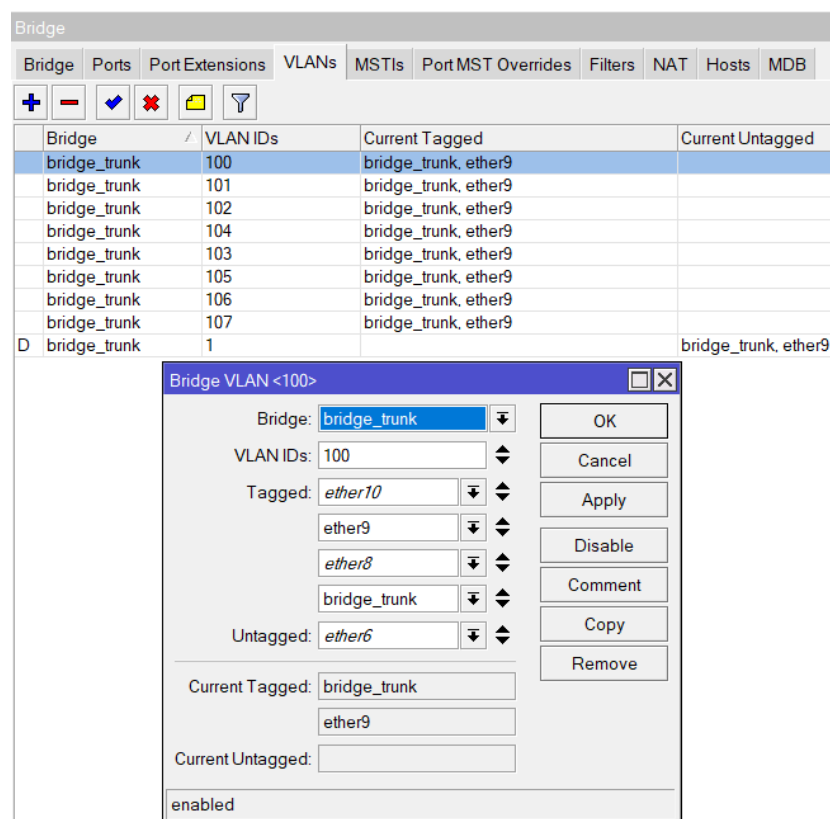 Bridge
Bridge Ports Port Extensions VLANs MSTIs Port MST Overrides Filters NAT Hosts MDB
Bridge VLAN IDs Current Tagged Current Untagged
bridge_trunk 100 bridge_trunk, ether9
bridge_trunk 101 bridge_trunk, ether9
bridge_trunk 102 bridge_trunk, ether9
bridge_trunk 104 bridge_trunk, ether9
bridge_trunk 103 bridge_trunk, ether9
bridge_trunk 105 bridge_trunk, ether9
bridge_trunk 106 bridge_trunk, ether9
bridge_trunk 107 bridge_trunk, ether9
D bridge_trunk 1 bridge_trunk, ether9
Bridge VLAN <100>
Bridge: bridge_trunk OK
VLAN IDs: 100 Cancel
Tagged: ether10 Apply
ether9 Disable
ether8 Comment
bridge_trunk Copy
Untagged: ether6 Remove
Current Tagged: bridge_trunk
ether9
Current Untagged:
enabled